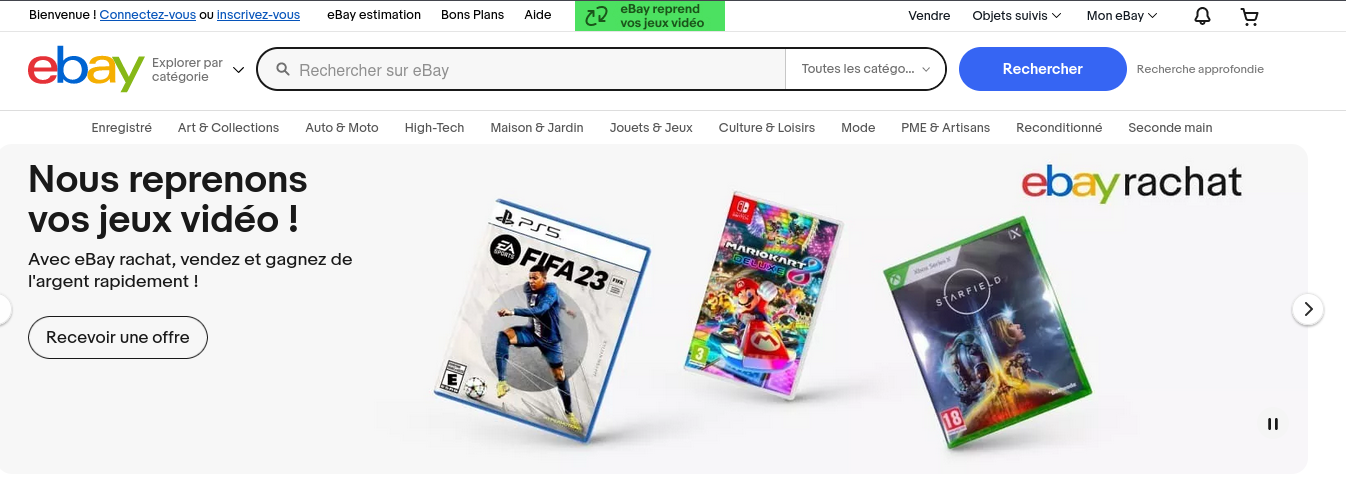 Bienvenue ! Connectez-vous ou inscrivez-vous eBay estimation Bons Plans Aide
eBay reprend
vos jeux vidéo
Vendre Objets suivis Mon eBay
ebay
Explorer par
catégorie
Rechercher sur eBay
Toutes les catégo...
Rechercher
Recherche approfondie
Enregistré Art & Collections Auto & Moto High-Tech Maison & Jardin Jouets & Jeux Culture & Loisirs Mode PME & Artisans Reconditionné Seconde main
Nous reprenons
vos jeux vidéo !
Avec eBay rachat, vendez et gagnez de
l'argent rapidement !
Recevoir une offre
ebay rachat
PS5
EA
SPORTS
FIFA 23
FIFA
E
SWITCH
MARIOKART
8
DELUXE
3
Xbox Series X
STARFIELD
18